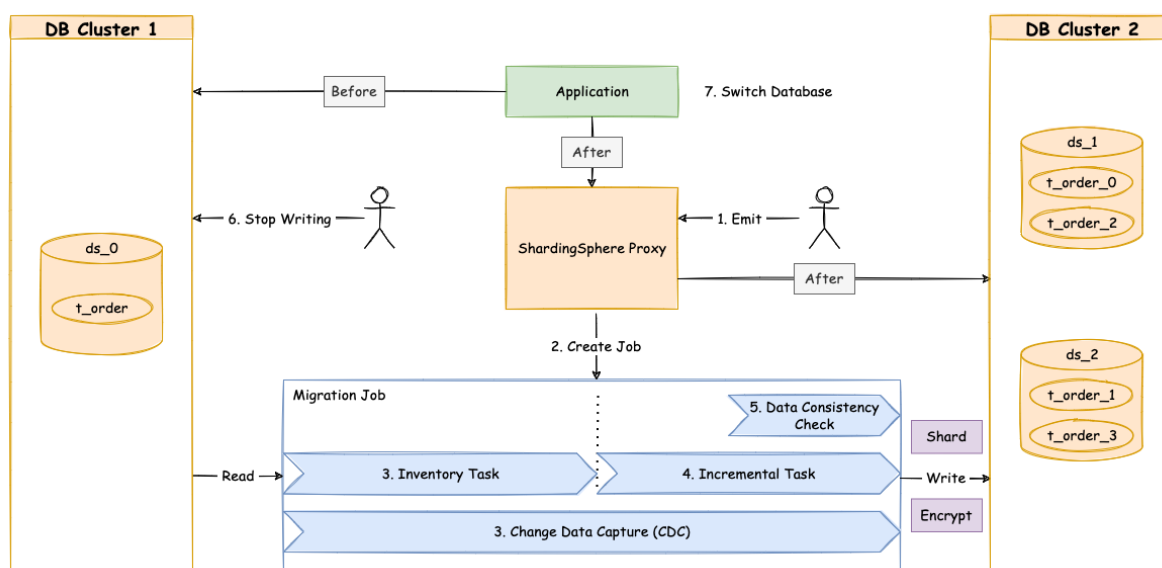 DB Cluster 1
DB Cluster 2
Before
Application
7. Switch Database
After
ds_1
t_order_0
t_order_2
6. Stop Writing
1. Emit
ShardingSphere Proxy
After
ds_0
t_order
2. Create Job
ds_2
t_order_1
t_order_3
Migration Job
5. Data Consistency
Check
Shard
Read
3. Inventory Task
4. Incremental Task
Write
Encrypt
3. Change Data Capture (CDC)